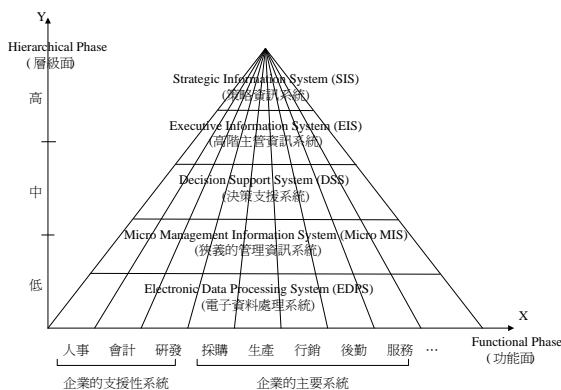 Y
Hierarchical Phase
(層級面)
Strategic Information System (SIS)
(策略資訊系統)
高
Executive Information System (EIS)
(高階主管資訊系統)
中
Decision Support System (DSS)
(決策支援系統)
Micro Management Information System (Micro MIS)
(狹義的管理資訊系統)
低
Electronic Data Processing System (EDPS)
(電子資料處理系統)
X
Functional Phase
(功能面)
人事 會計 研發 採購 生產 行銷 後勤 服務 …
企業的支援性系統 企業的主要系統